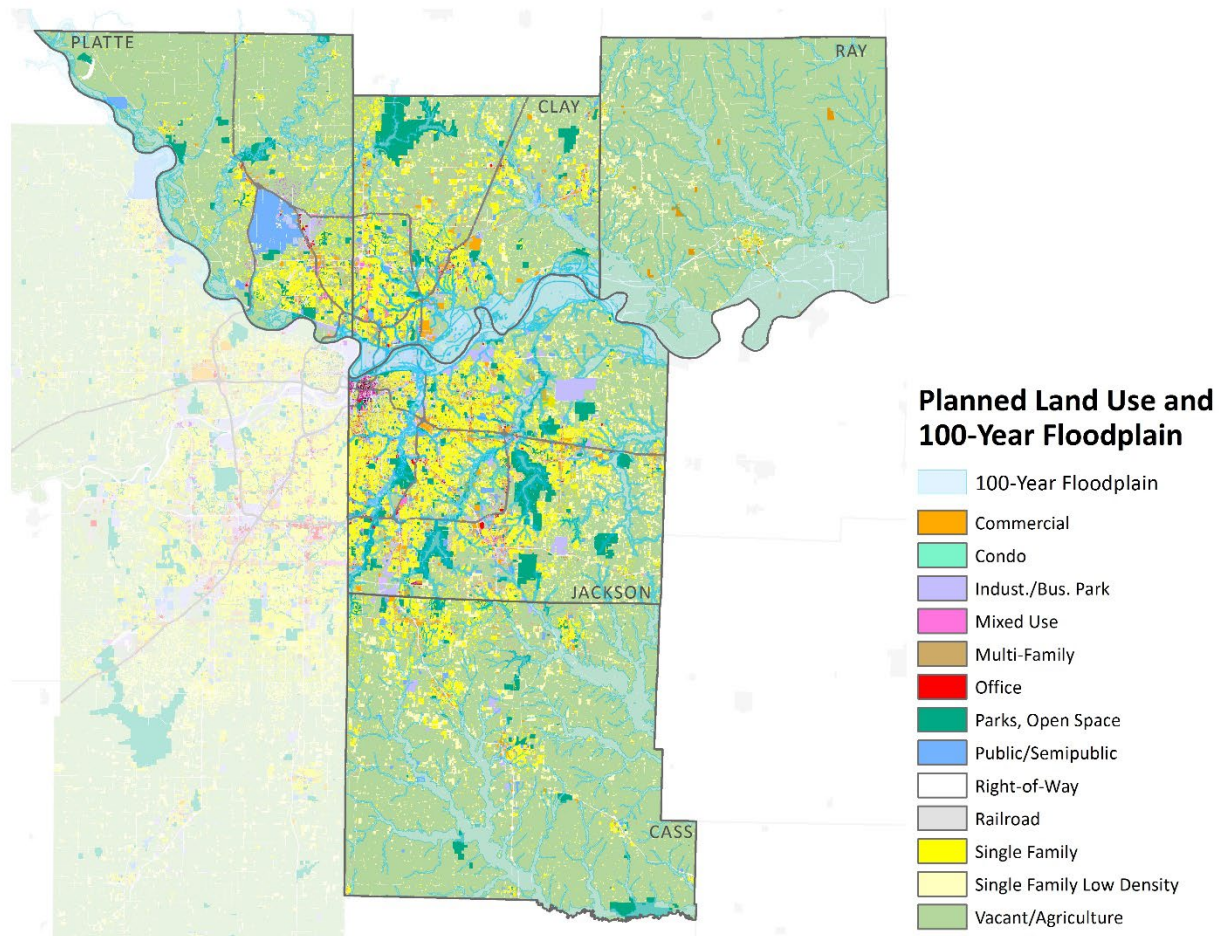 PLATTE
RAY
CLAY
JACKSON
CASS
Planned Land Use and
100-Year Floodplain
100-Year Floodplain
Commercial
Condo
Indust./Bus. Park
Mixed Use
Multi-Family
Office
Parks, Open Space
Public/Semipublic
Right-of-Way
Railroad
Single Family
Single Family Low Density
Vacant/Agriculture